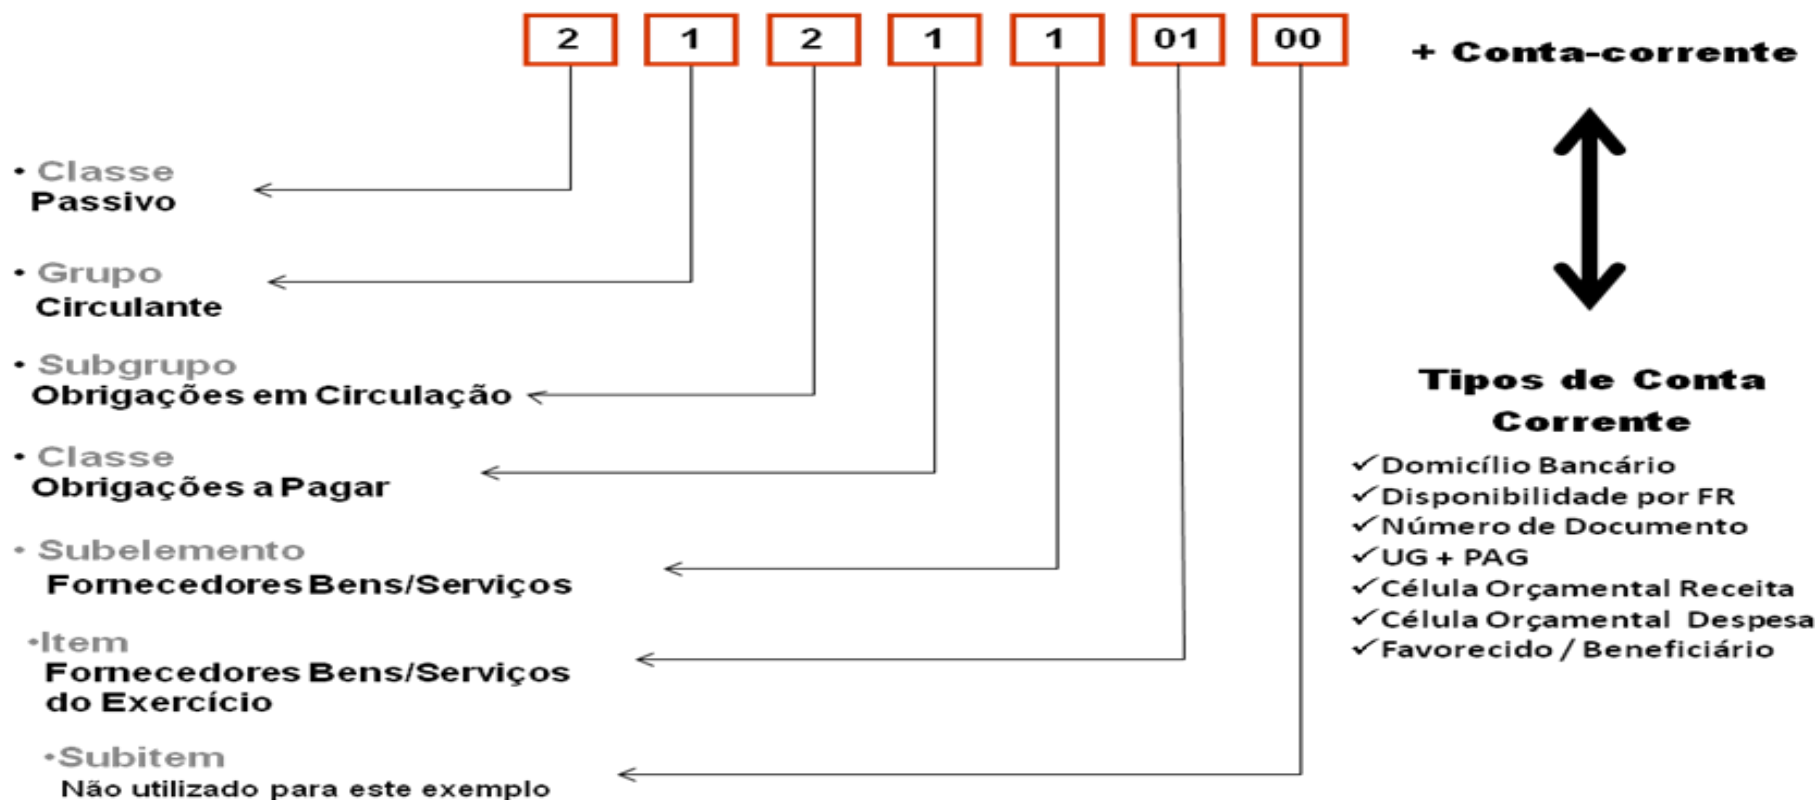 2 1 2 1 1 01 00
+ Conta-corrente
• Classe
Passivo
• Grupo
Circulante
• Subgrupo
Obrigações em Circulação
• Classe
Obrigações a Pagar
• Subelemento
Fornecedores Bens/Serviços
•Item
Fornecedores Bens/Serviços
do Exercício
•Subitem
Não utilizado para este exemplo
Tipos de Conta
Corrente
✓Domicílio Bancário
✓Disponibilidade por FR
✓Número de Documento
✓UG + PAG
✓Célula Orçamental Receita
✓Célula Orçamental Despesa
✓Favorecido / Beneficiário